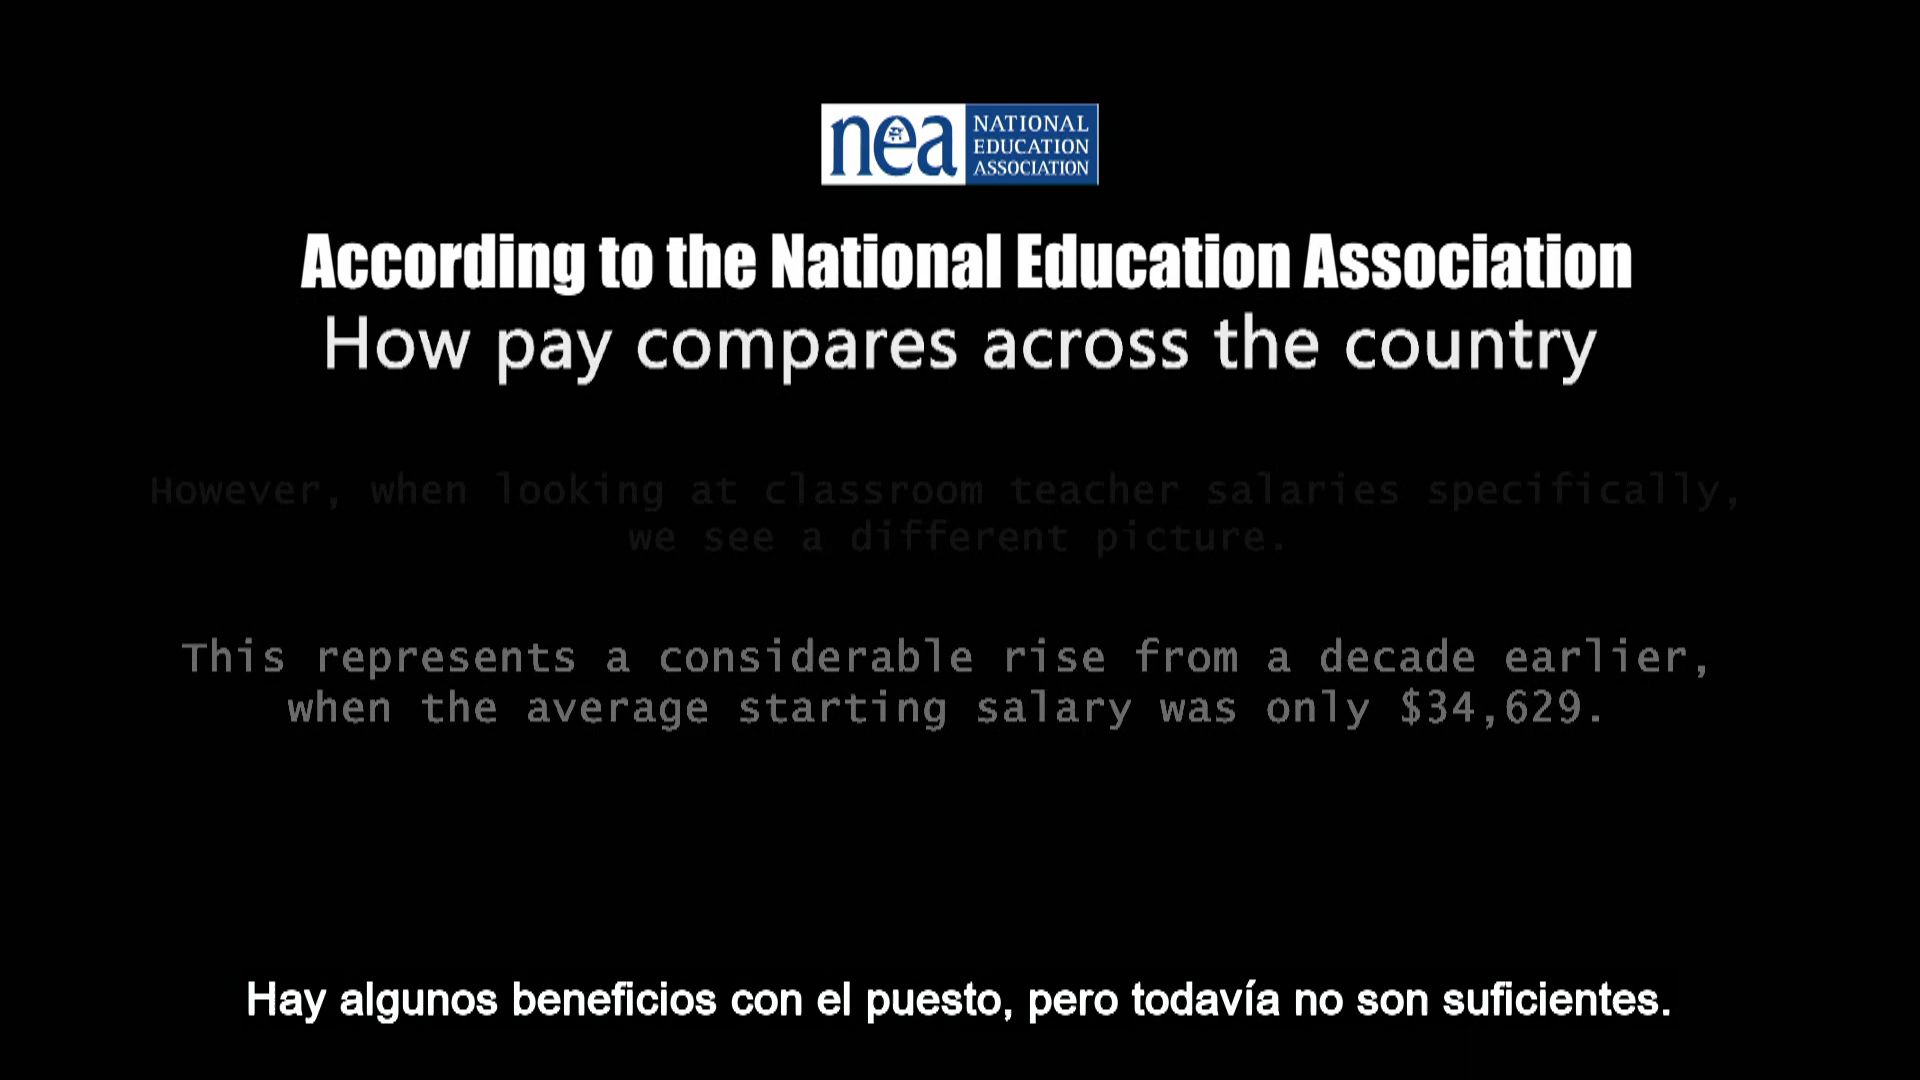 nea NATIONAL
EDUCATION
ASSOCIATION
According to the National Education Association
How pay compares across the country
However, when looking at classroom teacher salaries specifically,
we see a different picture.
This represents a considerable rise from a decade earlier,
when the average starting salary was only $34,629.
Hay algunos beneficios con el puesto, pero todavía no son suficientes.